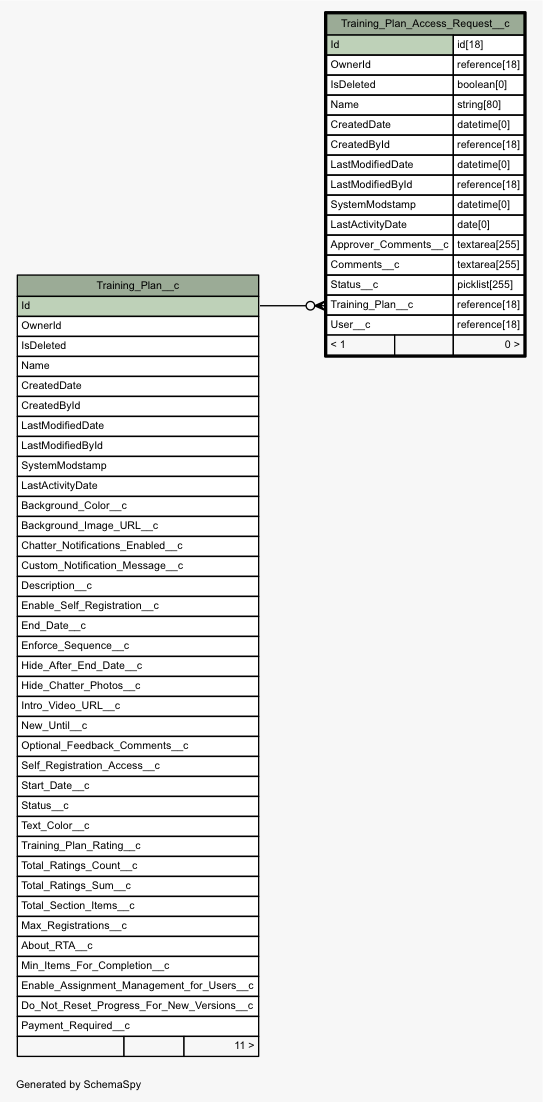 Training_Plan_Access_Request__c
Id id[18]
OwnerId reference[18]
IsDeleted boolean[0]
Name string[80]
CreatedDate datetime[0]
CreatedById reference[18]
LastModifiedDate datetime[0]
LastModifiedById reference[18]
SystemModstamp datetime[0]
LastActivityDate date[0]
Approver_Comments__c textarea[255]
Comments__c textarea[255]
Status__c picklist[255]
Training_Plan__c reference[18]
User__c reference[18]
< 1 0 >
Training_Plan__c
Id
OwnerId
IsDeleted
Name
CreatedDate
CreatedById
LastModifiedDate
LastModifiedById
SystemModstamp
LastActivityDate
Background_Color__c
Background_Image_URL__c
Chatter_Notifications_Enabled__c
Custom_Notification_Message__c
Description__c
Enable_Self_Registration__c
End_Date__c
Enforce_Sequence__c
Hide_After_End_Date__c
Hide_Chatter_Photos__c
Intro_Video_URL__c
New_Until__c
Optional_Feedback_Comments__c
Self_Registration_Access__c
Start_Date__c
Status__c
Text_Color__c
Training_Plan_Rating__c
Total_Ratings_Count__c
Total_Ratings_Sum__c
Total_Section_Items__c
Max_Registrations__c
About_RTA__c
Min_Items_For_Completion__c
Enable_Assignment_Management_for_Users__c
Do_Not_Reset_Progress_For_New_Versions__c
Payment_Required__c
11 >
Generated by SchemaSpy